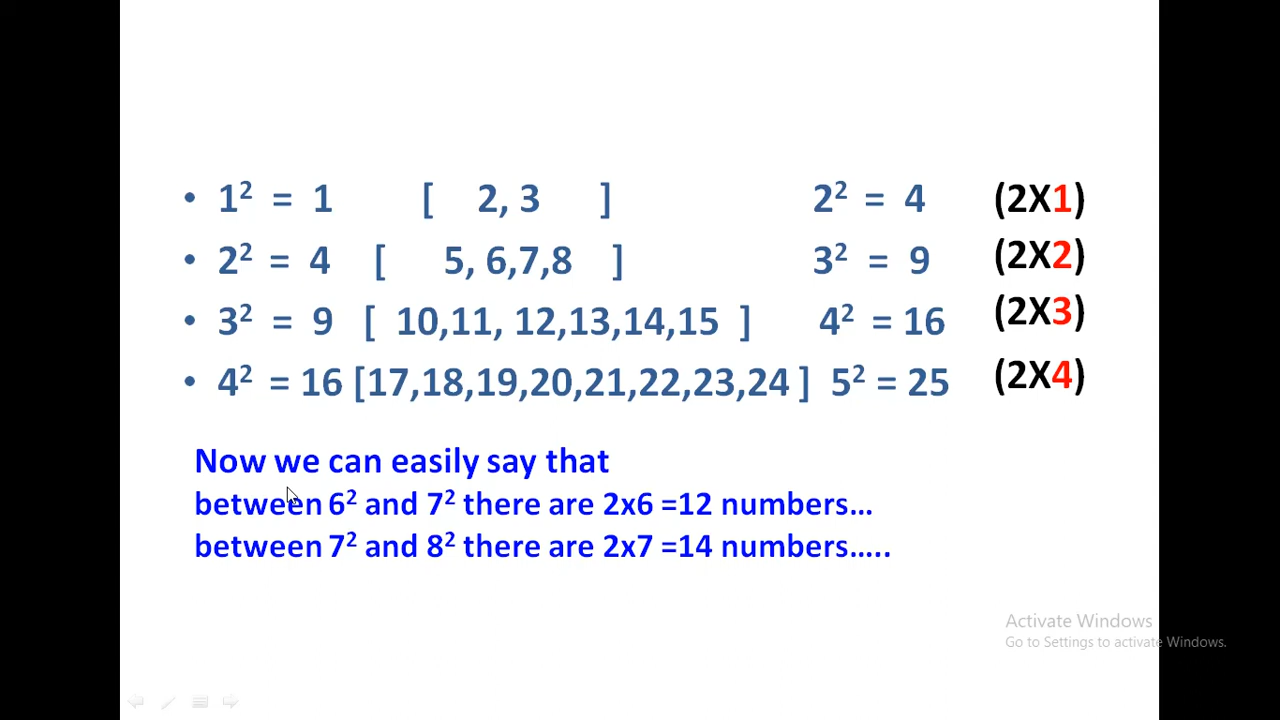 • 1² = 1 [ 2, 3 ] 2² = 4 (2X1)
• 2² = 4 [ 5, 6,7,8 ] 3² = 9 (2X2)
• 3² = 9 [ 10,11, 12,13,14,15 ] 4² = 16 (2X3)
• 4² = 16 [17,18,19,20,21,22,23,24 ] 5² = 25 (2X4)
Now we can easily say that
between 6² and 7² there are 2x6 =12 numbers...
between 7² and 8² there are 2x7 =14 numbers.....
Activate Windows
Go to Settings to activate Windows.